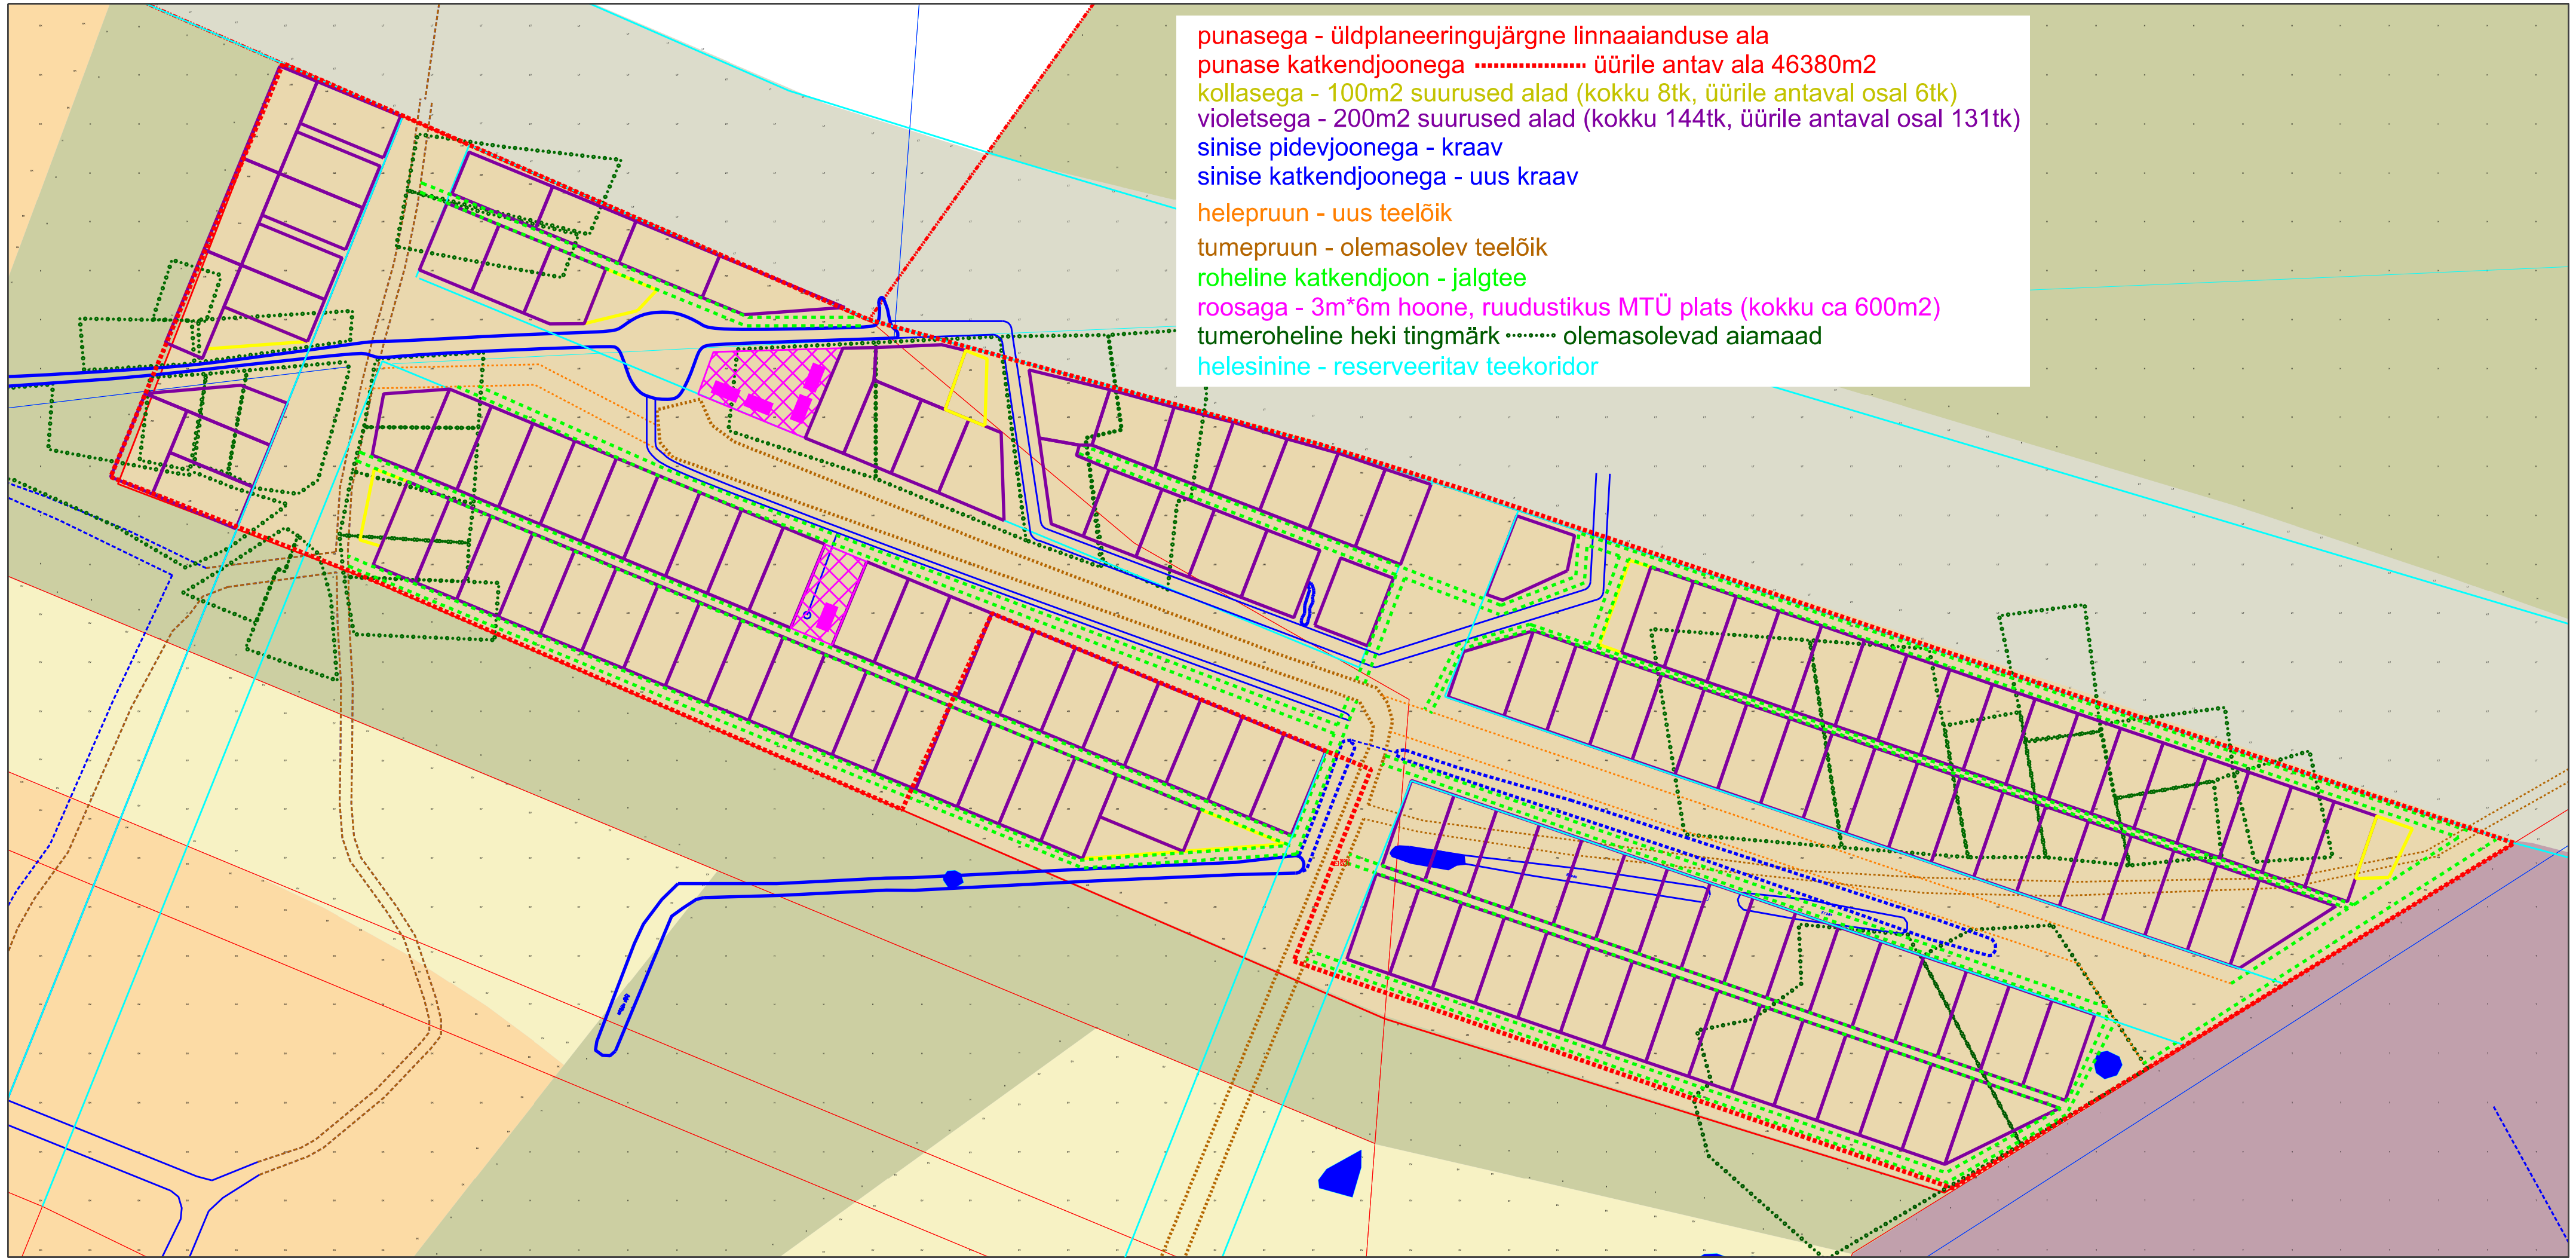 punasega - üldplaneeringujärgne linnaaianduse ala
punase katkendjoonega üürile antav ala 46380m2
kollasega - 100m2 suurused alad (kokku 8tk, üürile antaval osal 6tk)
violetsega - 200m2 suurused alad (kokku 144tk, üürile antaval osal 131tk)
sinise pidevjoonega - kraav
sinise katkendjoonega - uus kraav
helepruun - uus teelõik
tumepruun - olemasolev teelõik
roheline katkendjoon - jalgtee
roosaga - 3m*6m hoone, ruudustikus MTÜ plats (kokku ca 600m2)
tumeroheline heki tingmärk olemasolevad aiamaad
helesinine - reserveeritav teekoridor